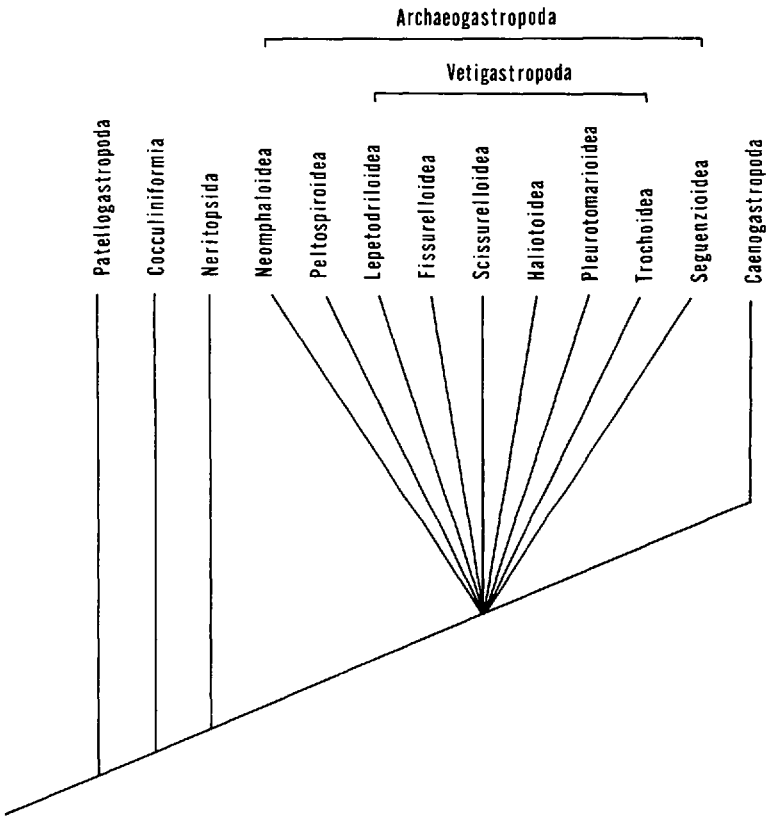 Archaeogastropoda
Vetigastropoda
Patellogastropoda
Cocculiniformia
Neritopsida
Neomphaloidea
Peltospiroidea
Lepetodriloidea
Fissurelloidea
Scissurelloidea
Haliotoidea
Pleurotomarioidea
Trochoidea
Seguenzioidea
Caenogastropoda